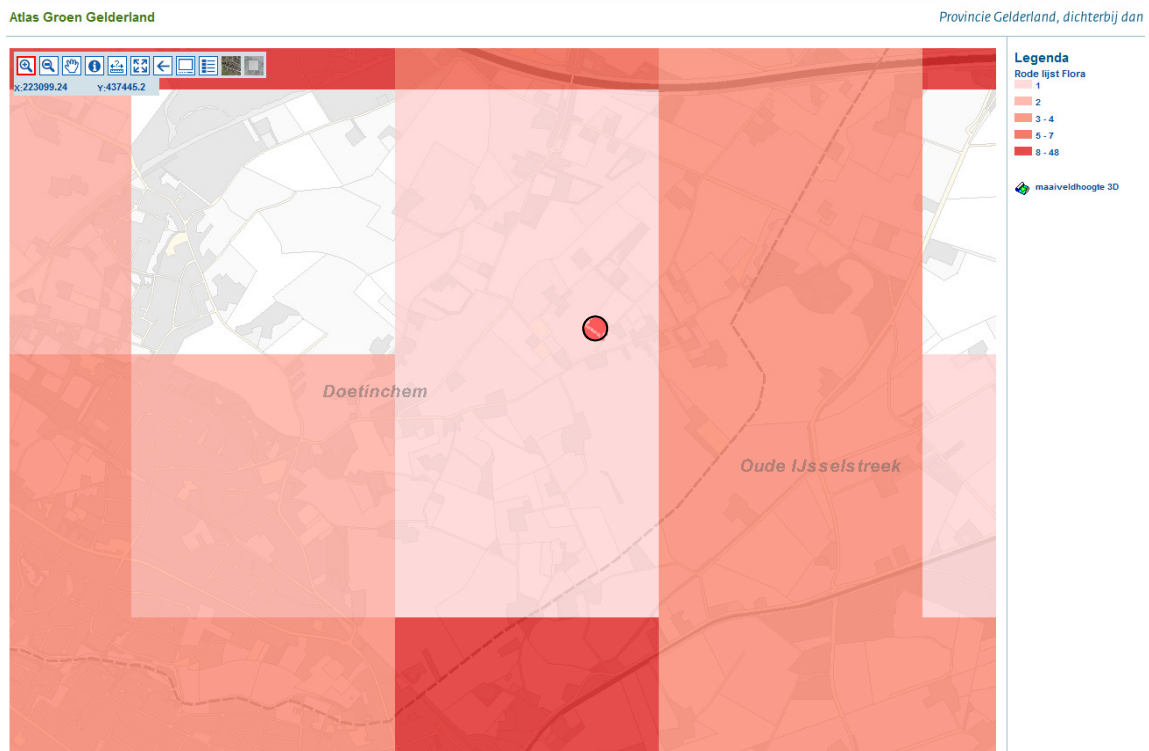 Atlas Groen Gelderland
Provincie Gelderland, dichterbij dan
X:223099.24 Y:437445.2
Legenda
Rode lijst Flora
1
2
3 - 4
5 - 7
8 - 48
maaiveldhoogte 3D
Doetinchem
Oude IJsselstreek